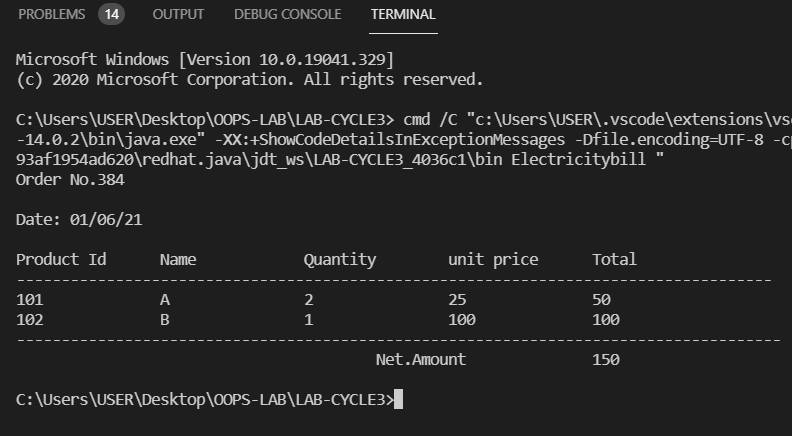 PROBLEMS 14 OUTPUT DEBUG CONSOLE TERMINAL
Microsoft Windows [Version 10.0.19041.329]
(c) 2020 Microsoft Corporation. All rights reserved.
C:\Users\USER\Desktop\OOPS-LAB\LAB-CYCLE3> cmd /C "c:\Users\USER\.vscode\extensions\vsc
-14.0.2\bin\java.exe" -XX:+ShowCodeDetailsInExceptionMessages -Dfile.encoding=UTF-8 -cp
93af1954ad620\redhat.java\jdt_ws\LAB-CYCLE3_4036c1\bin Electricitybill "
Order No.384
Date: 01/06/21
Product Id Name Quantity unit price Total
------------------------------------------------------------------------------------
101 A 2 25 50
102 B 1 100 100
-------------------------------------------------------------------------------------
Net.Amount 150
C:\Users\USER\Desktop\OOPS-LAB\LAB-CYCLE3>